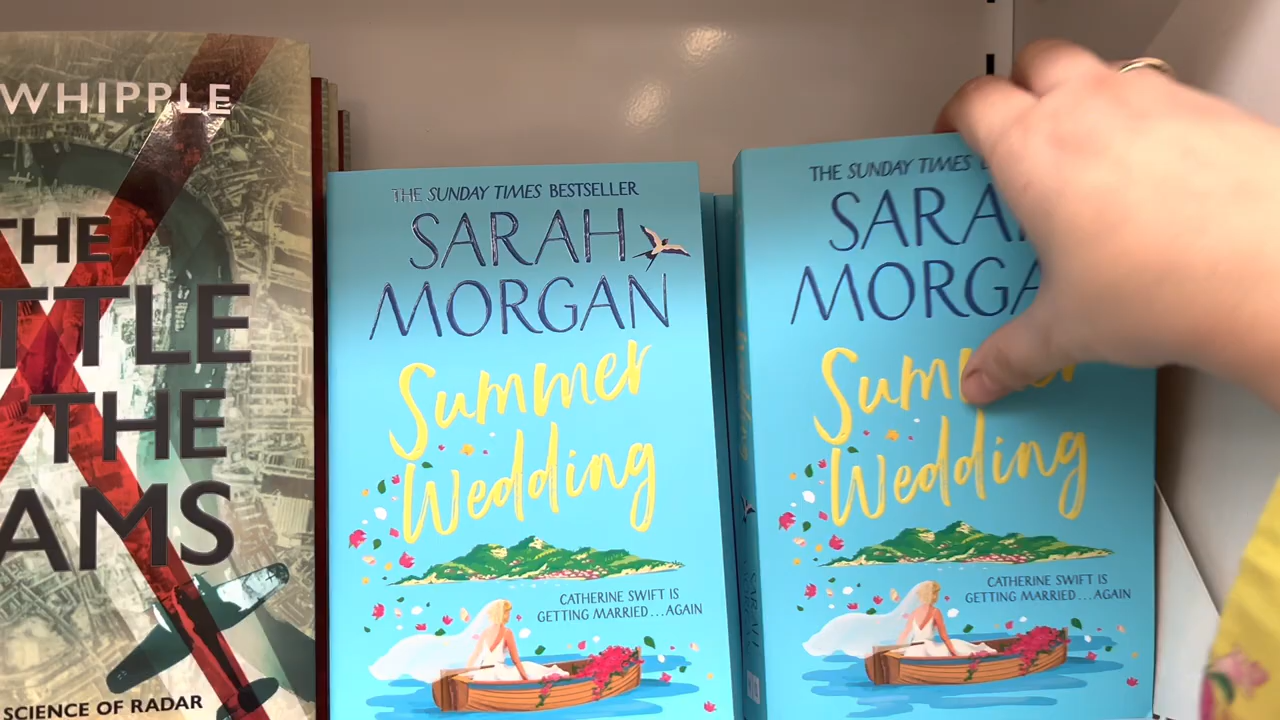 WHIPPLE
THE
TTLE
THE
AMS
SCIENCE OF RADAR
THE SUNDAY TIMES BESTSELLER
SARAH
MORGAN
Summer
Wedding
CATHERINE SWIFT IS
GETTING MARRIED...AGAIN
THE SUNDAY TIMES
SARA
MORGA
Summer
Wedding
CATHERINE SWIFT IS
GETTING MARRIED...AGAIN